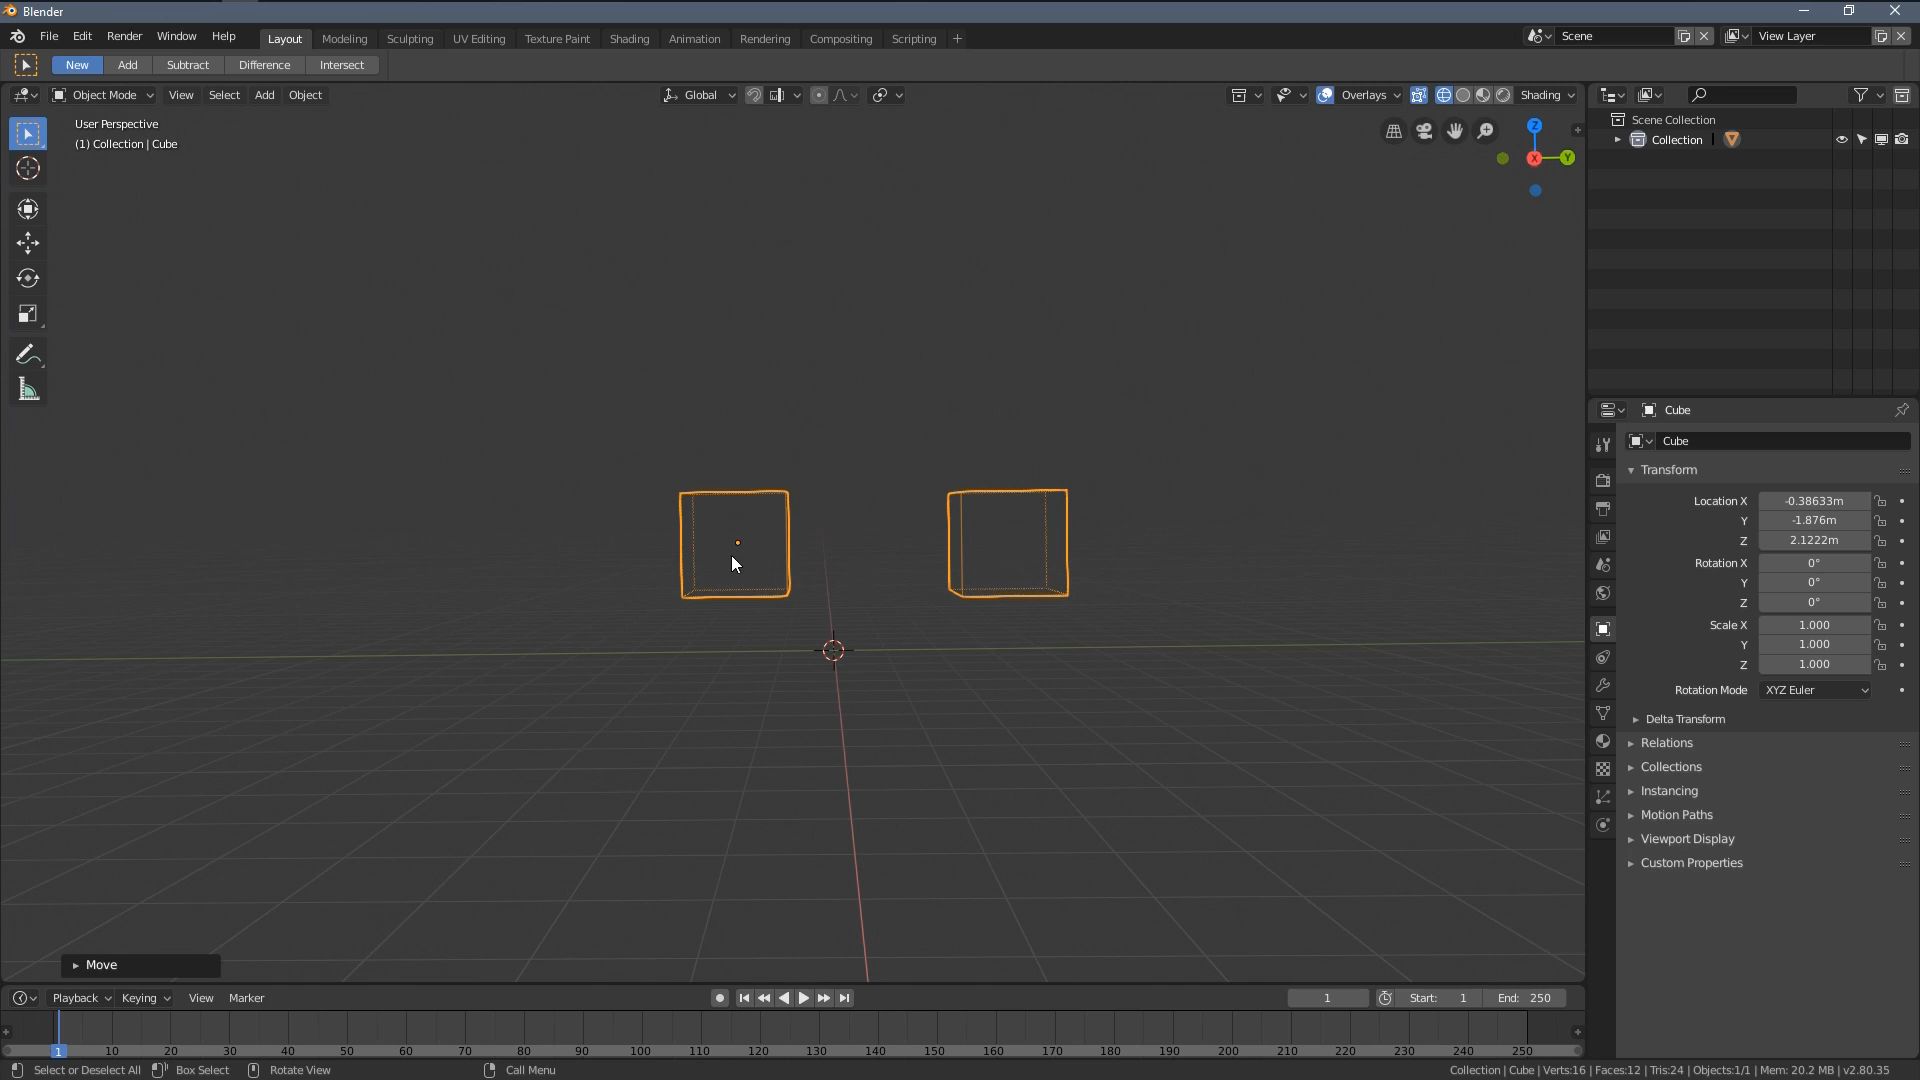 Blender
File Edit Render Window Help Layout Modeling Sculpting UV Editing Texture Paint Shading Animation Rendering Compositing Scripting + Scene View Layer
New Add Subtract Difference Intersect
Object Mode View Select Add Object Global Overlays Shading
User Perspective
(1) Collection | Cube
Z
X Y
Scene Collection
Collection
Cube
Cube
Transform
Location X -0.38633m
Y -1.876m
Z 2.1222m
Rotation X 0°
Y 0°
Z 0°
Scale X 1.000
Y 1.000
Z 1.000
Rotation Mode XYZ Euler
Delta Transform
Relations
Collections
Instancing
Motion Paths
Viewport Display
Custom Properties
Move
Playback Keying View Marker 1 Start: 1 End: 250
1 10 20 30 40 50 60 70 80 90 100 110 120 130 140 150 160 170 180 190 200 210 220 230 240 250
Select or Deselect All Box Select Rotate View Call Menu Collection | Cube | Verts:16 | Faces:12 | Tris:24 | Objects:1/1 | Mem: 20.2 MB | v2.80.35